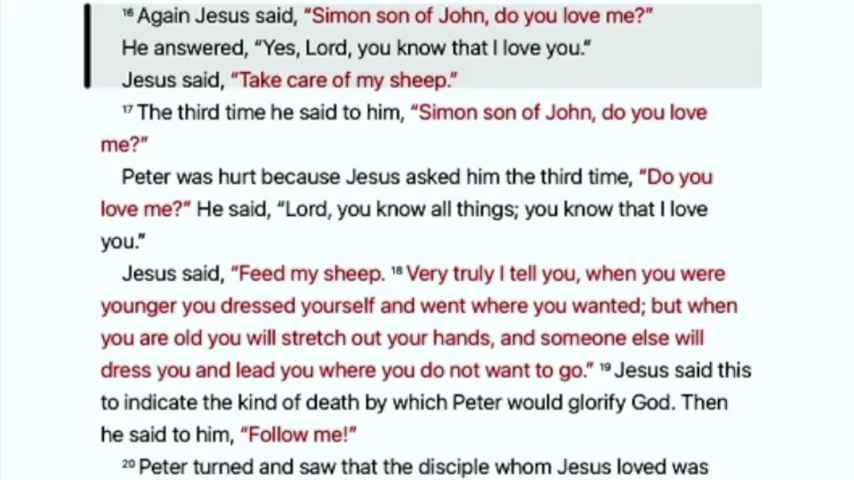 ¹⁶ Again Jesus said, “Simon son of John, do you love me?”
He answered, “Yes, Lord, you know that I love you.”
Jesus said, “Take care of my sheep.”
¹⁷ The third time he said to him, “Simon son of John, do you love
me?”
Peter was hurt because Jesus asked him the third time, “Do you
love me?” He said, “Lord, you know all things; you know that I love
you.”
Jesus said, “Feed my sheep. ¹⁸ Very truly I tell you, when you were
younger you dressed yourself and went where you wanted; but when
you are old you will stretch out your hands, and someone else will
dress you and lead you where you do not want to go.” ¹⁹ Jesus said this
to indicate the kind of death by which Peter would glorify God. Then
he said to him, “Follow me!”
²⁰ Peter turned and saw that the disciple whom Jesus loved was